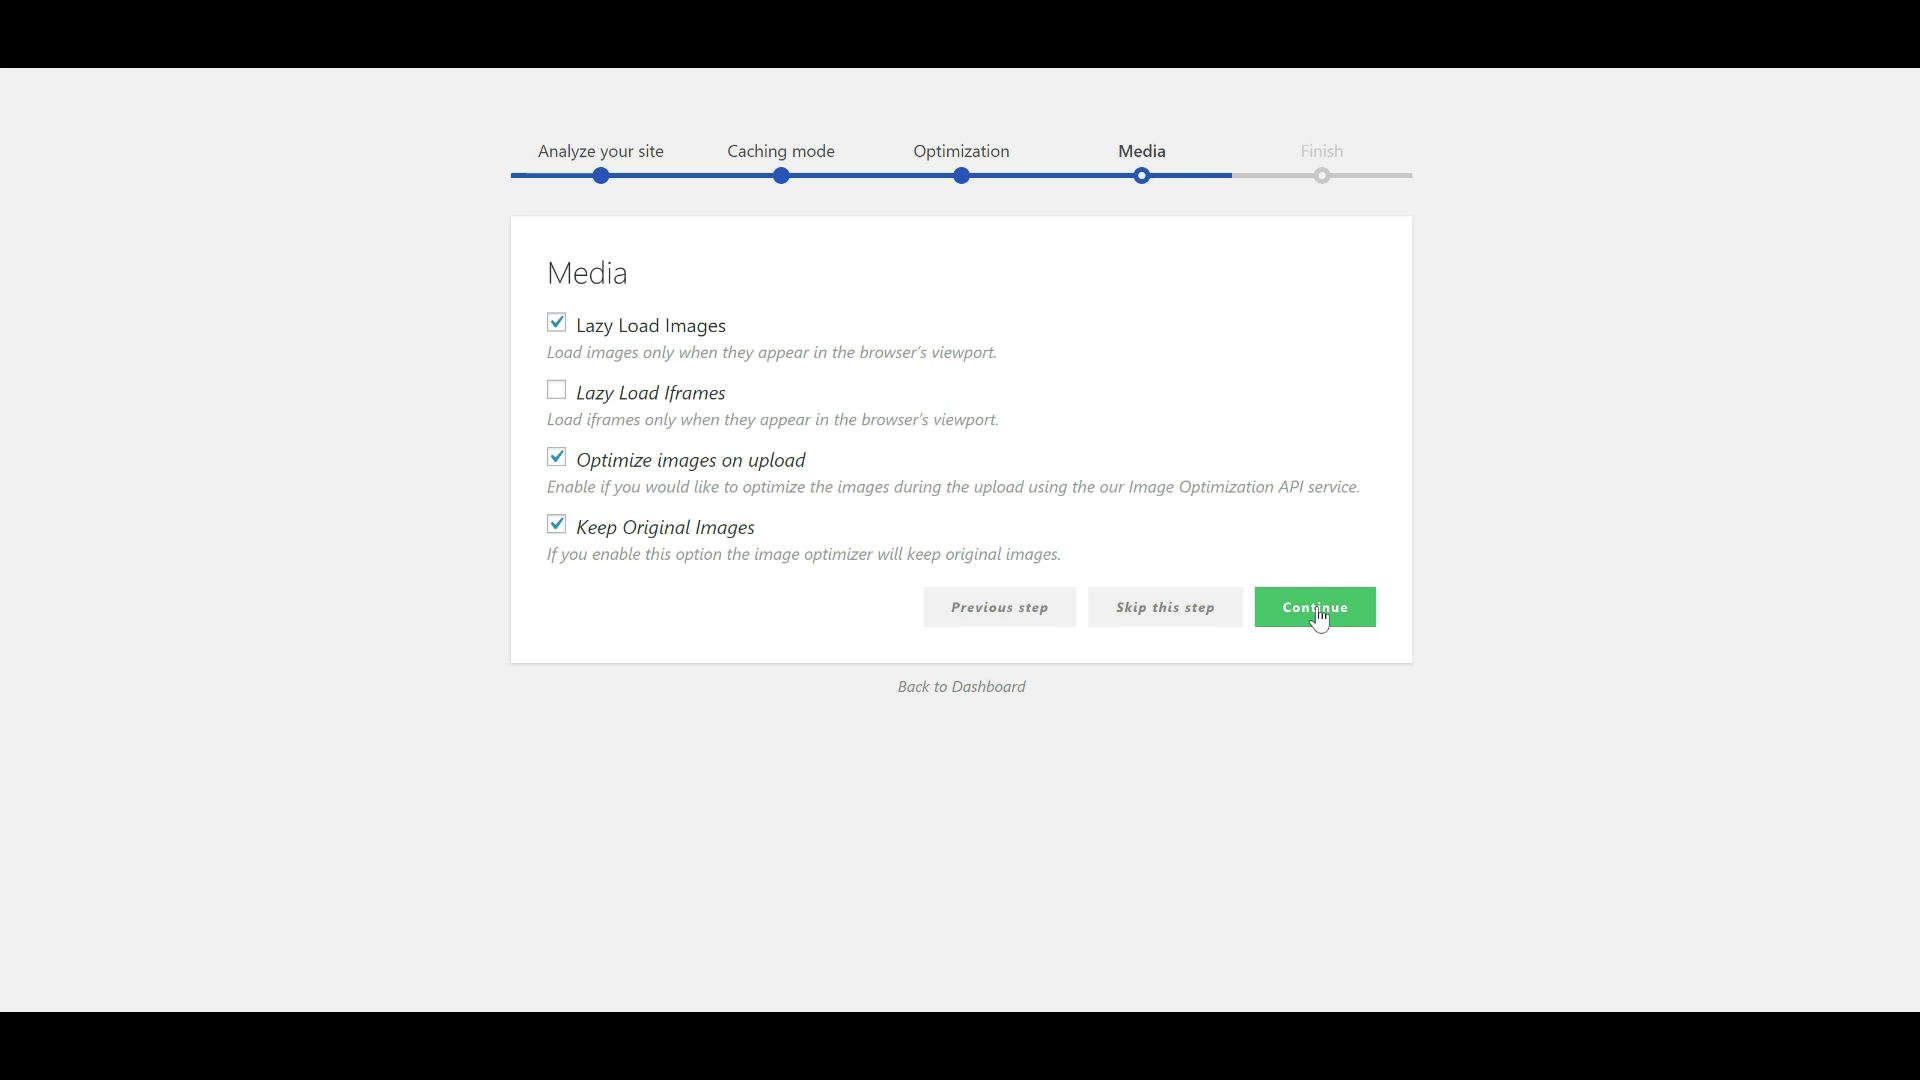 Analyze your site
Caching mode
Optimization
Media
Finish
Media
Lazy Load Images
Load images only when they appear in the browser's viewport.
Lazy Load Iframes
Load iframes only when they appear in the browser's viewport.
Optimize images on upload
Enable if you would like to optimize the images during the upload using the our Image Optimization API service.
Keep Original Images
If you enable this option the image optimizer will keep original images.
Previous step
Skip this step
Continue
Back to Dashboard